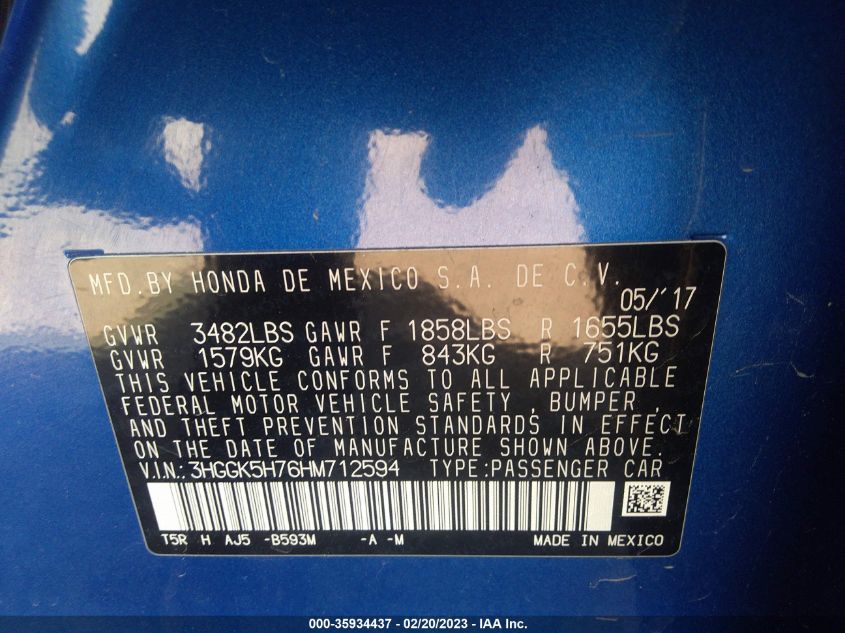 MFD.BY HONDA DE MEXICO S.A. DE C.V.
05/'17
GVWR 3482LBS GAWR F 1858LBS R 1655LBS
GVWR 1579KG GAWR F 843KG R 751KG
THIS VEHICLE CONFORMS TO ALL APPLICABLE
FEDERAL MOTOR VEHICLE SAFETY , BUMPER ,
AND THEFT PREVENTION STANDARDS IN EFFECT
ON THE DATE OF MANUFACTURE SHOWN ABOVE.
V.I.N.: 3HGGK5H76HM712594 TYPE:PASSENGER CAR
T5R H AJ5 -B593M -A -M MADE IN MEXICO
000-35934437 - 02/20/2023 - IAA Inc.